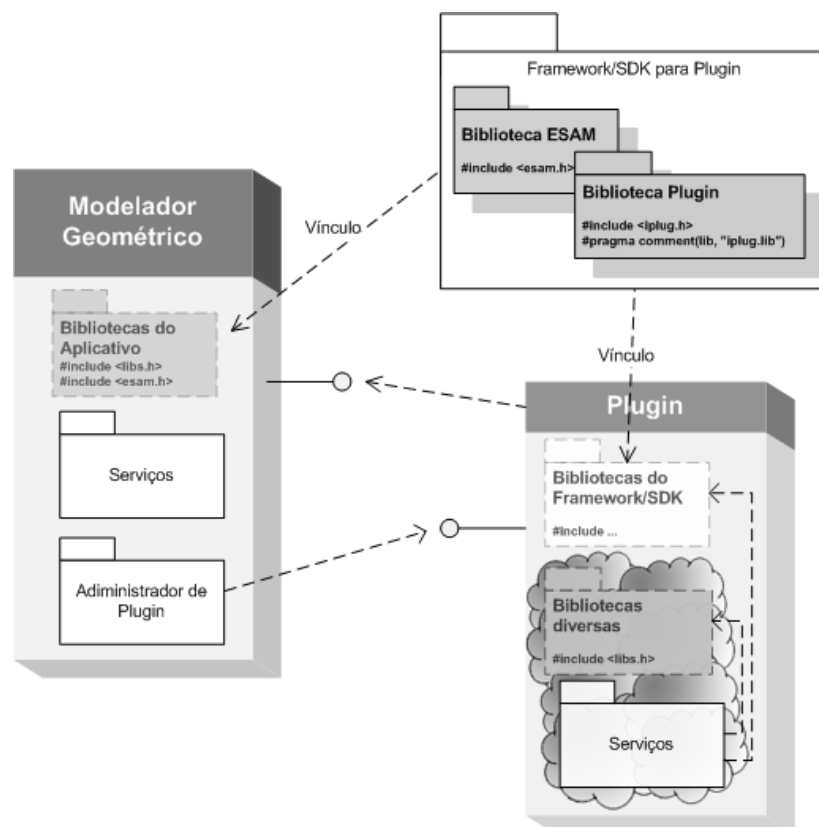 Framework/SDK para Plugin
Biblioteca ESAM
#include <esam.h>
Biblioteca Plugin
#include <iplug.h>
#pragma comment(lib, "iplug.lib")
Modelador
Geométrico
Vínculo
Bibliotecas do
Aplicativo
#include <libs.h>
#include <esam.h>
Serviços
Adiministrador de
Plugin
Vínculo
Plugin
Bibliotecas do
Framework/SDK
#include ...
Bibliotecas
diversas
#include <libs.h>
Serviços